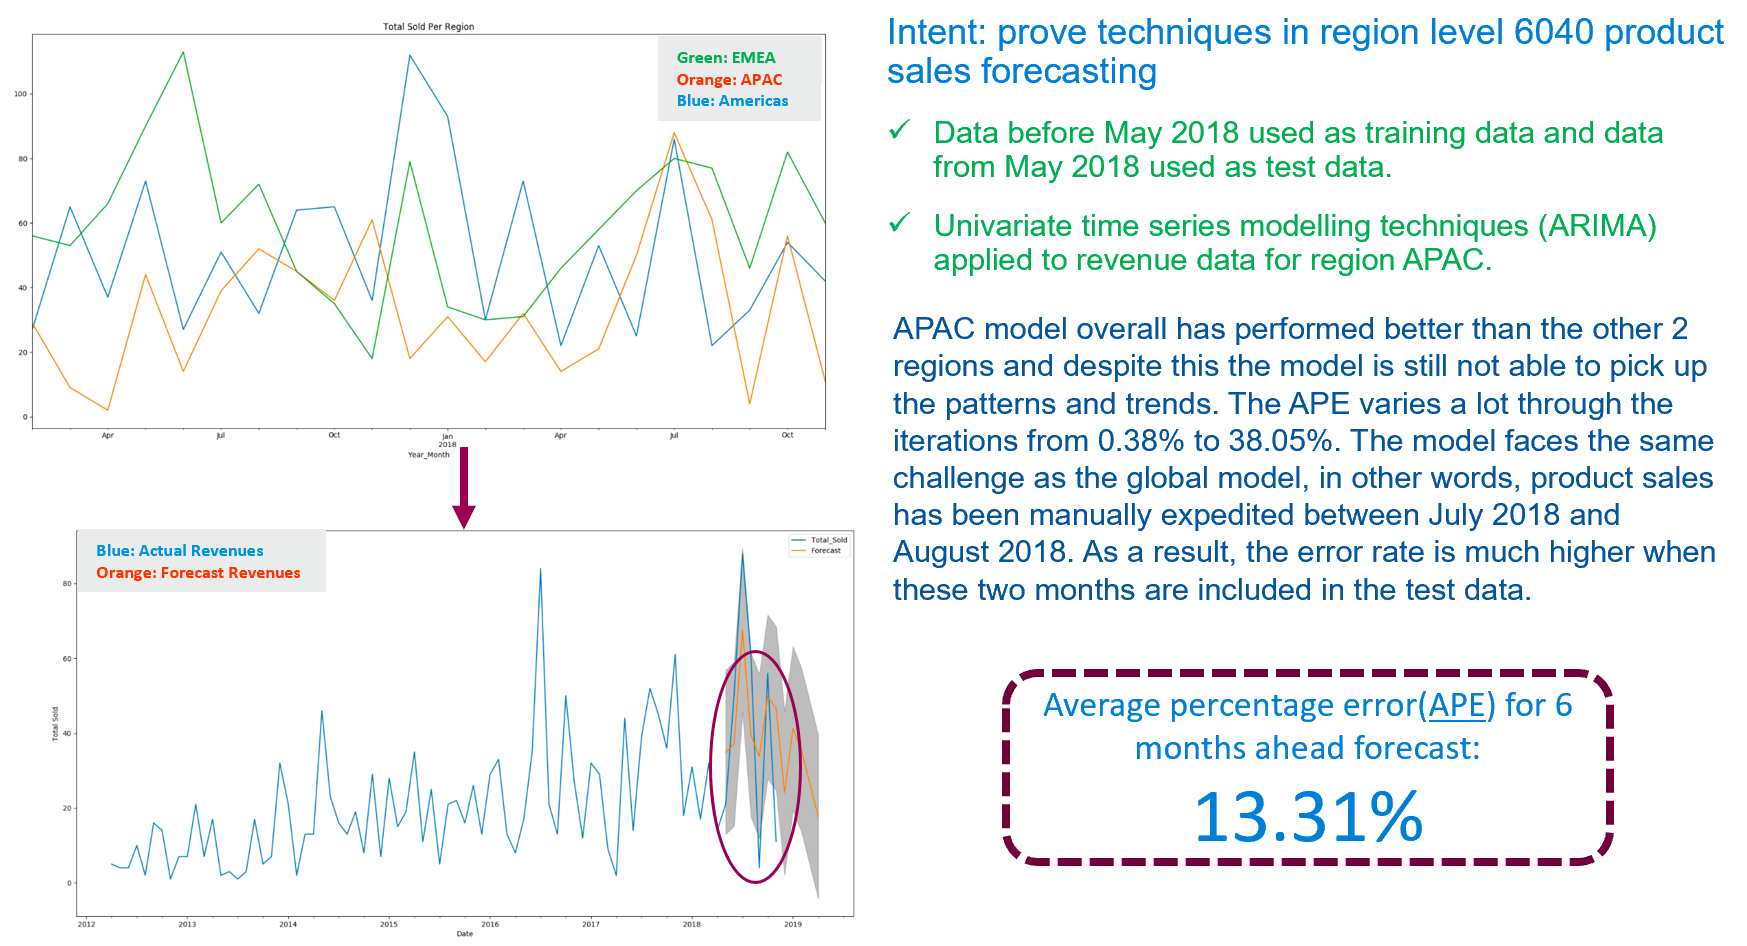 Total Sold Per Region
Green: EMEA
Orange: APAC
Blue: Americas
100
80
60
40
20
0
Apr
Jul
Oct
Jan
2018
Apr
Jul
Oct
Year_Month
Blue: Actual Revenues
Orange: Forecast Revenues
Total_Sold
Forecast
80
60
40
20
0
Total Sold
2012
2013
2014
2015
2016
2017
2018
2019
Date
Intent: prove techniques in region level 6040 product
sales forecasting
✓ Data before May 2018 used as training data and data
from May 2018 used as test data.
✓ Univariate time series modelling techniques (ARIMA)
applied to revenue data for region APAC.
APAC model overall has performed better than the other 2
regions and despite this the model is still not able to pick up
the patterns and trends. The APE varies a lot through the
iterations from 0.38% to 38.05%. The model faces the same
challenge as the global model, in other words, product sales
has been manually expedited between July 2018 and
August 2018. As a result, the error rate is much higher when
these two months are included in the test data.
Average percentage error(APE) for 6
months ahead forecast:
13.31%